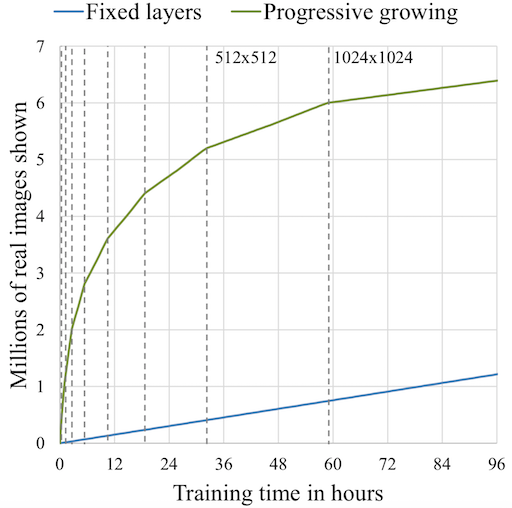 Fixed layers Progressive growing
7
512x512 1024x1024
6
5
4
3
2
1
0
0 12 24 36 48 60 72 84 96
Training time in hours
Millions of real images shown